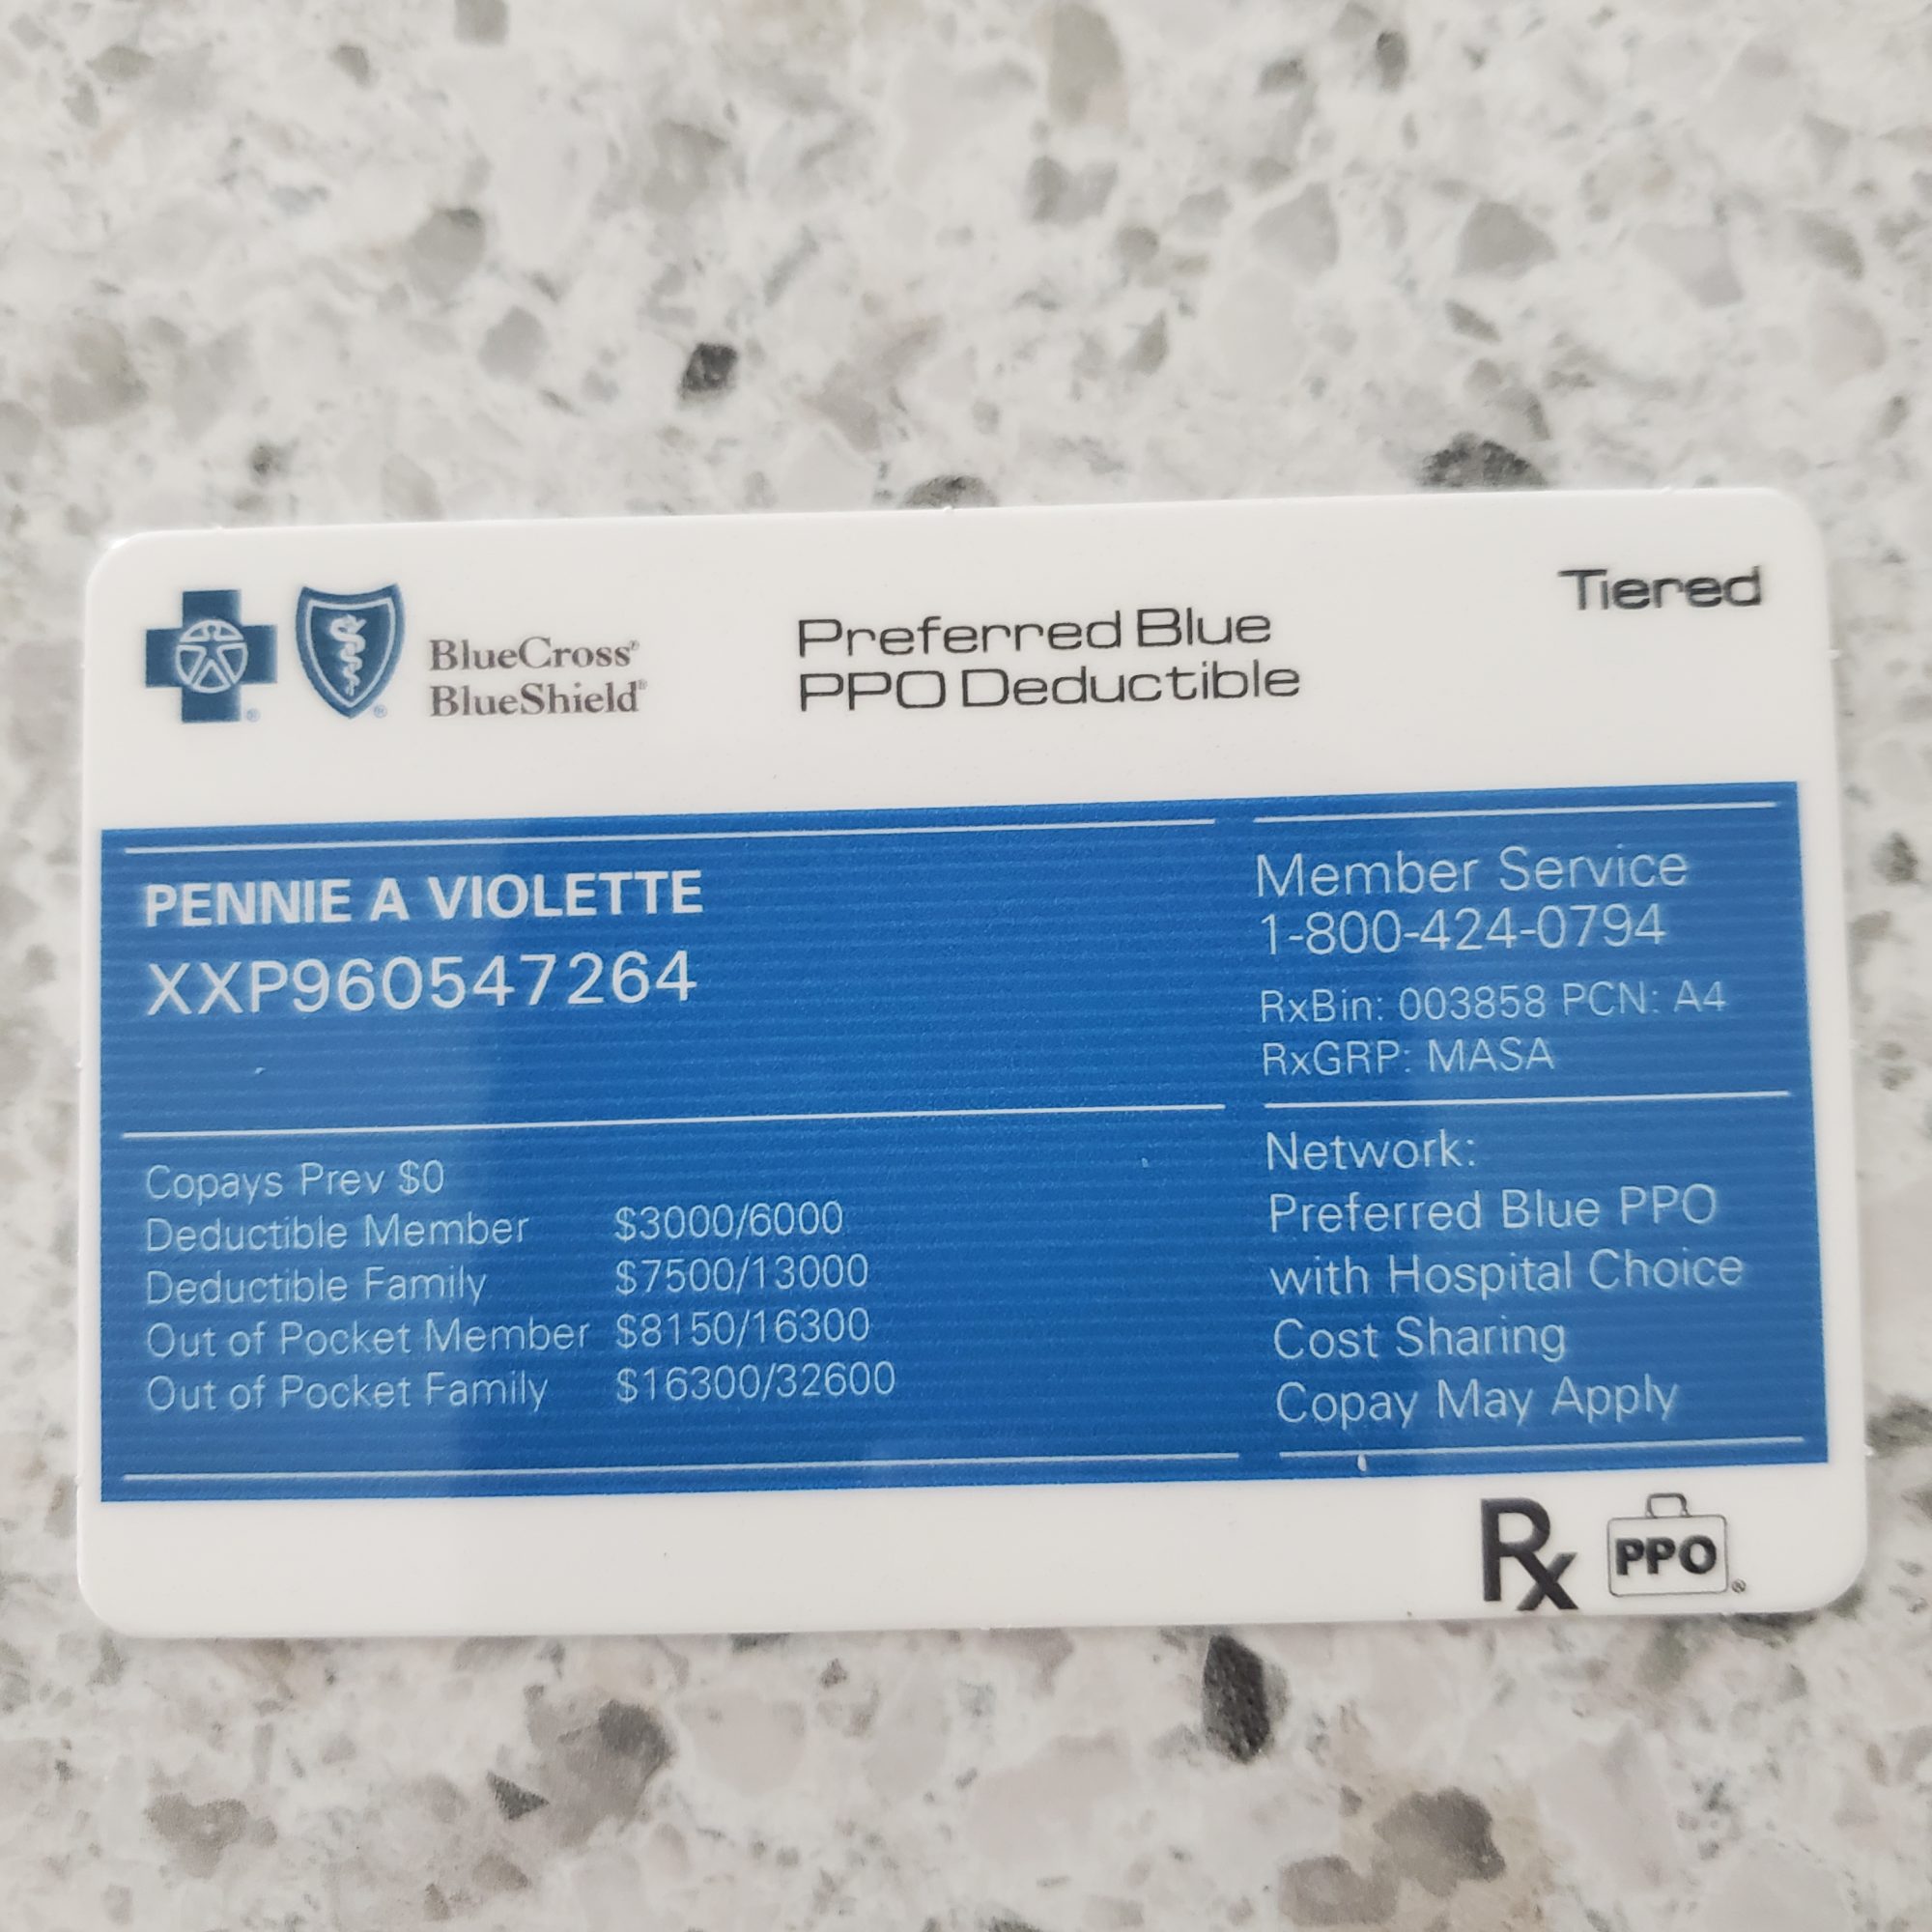 BlueCross®
BlueShield®
Preferred Blue
PPO Deductible
Tiered
PENNIE A VIOLETTE
XXP960547264
Member Service
1-800-424-0794
RxBin: 003858 PCN: A4
RxGRP: MASA
Copays Prev $0
Deductible Member $3000/6000
Deductible Family $7500/13000
Out of Pocket Member $8150/16300
Out of Pocket Family $16300/32600
Network:
Preferred Blue PPO
with Hospital Choice
Cost Sharing
Copay May Apply
Rx
PPO®